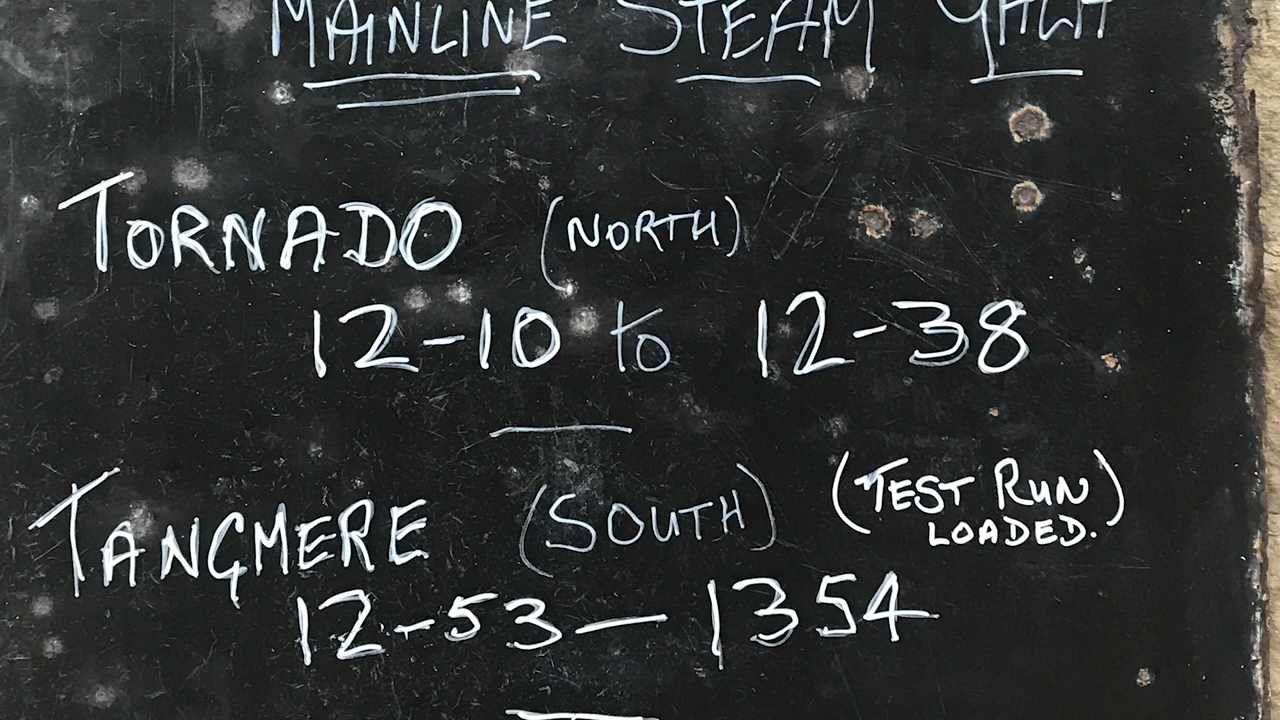 MAINLINE STEAM
TORNADO (NORTH)
12-10 to 12-38
TANGMERE (SOUTH) (TEST RUN
LOADED.)
12-53 — 1354